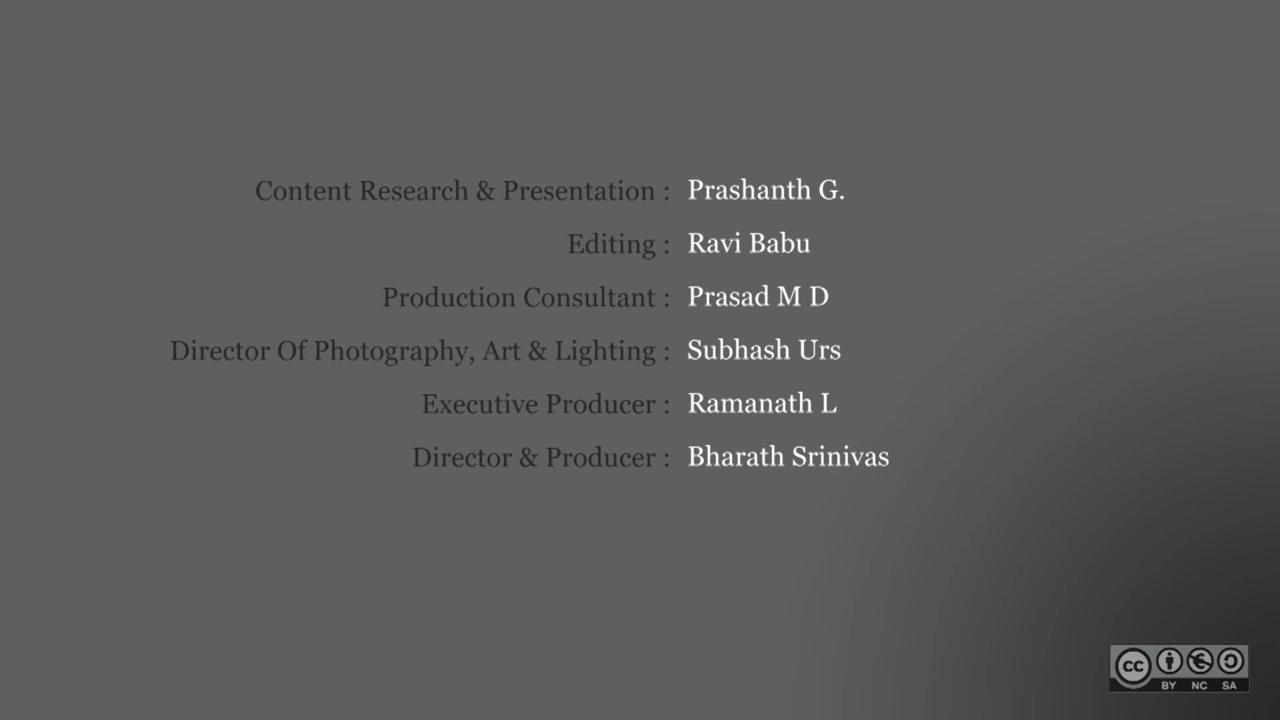 Content Research & Presentation : Prashanth G.
Editing : Ravi Babu
Production Consultant : Prasad M D
Director Of Photography, Art & Lighting : Subhash Urs
Executive Producer : Ramanath L
Director & Producer : Bharath Srinivas
cc BY NC SA